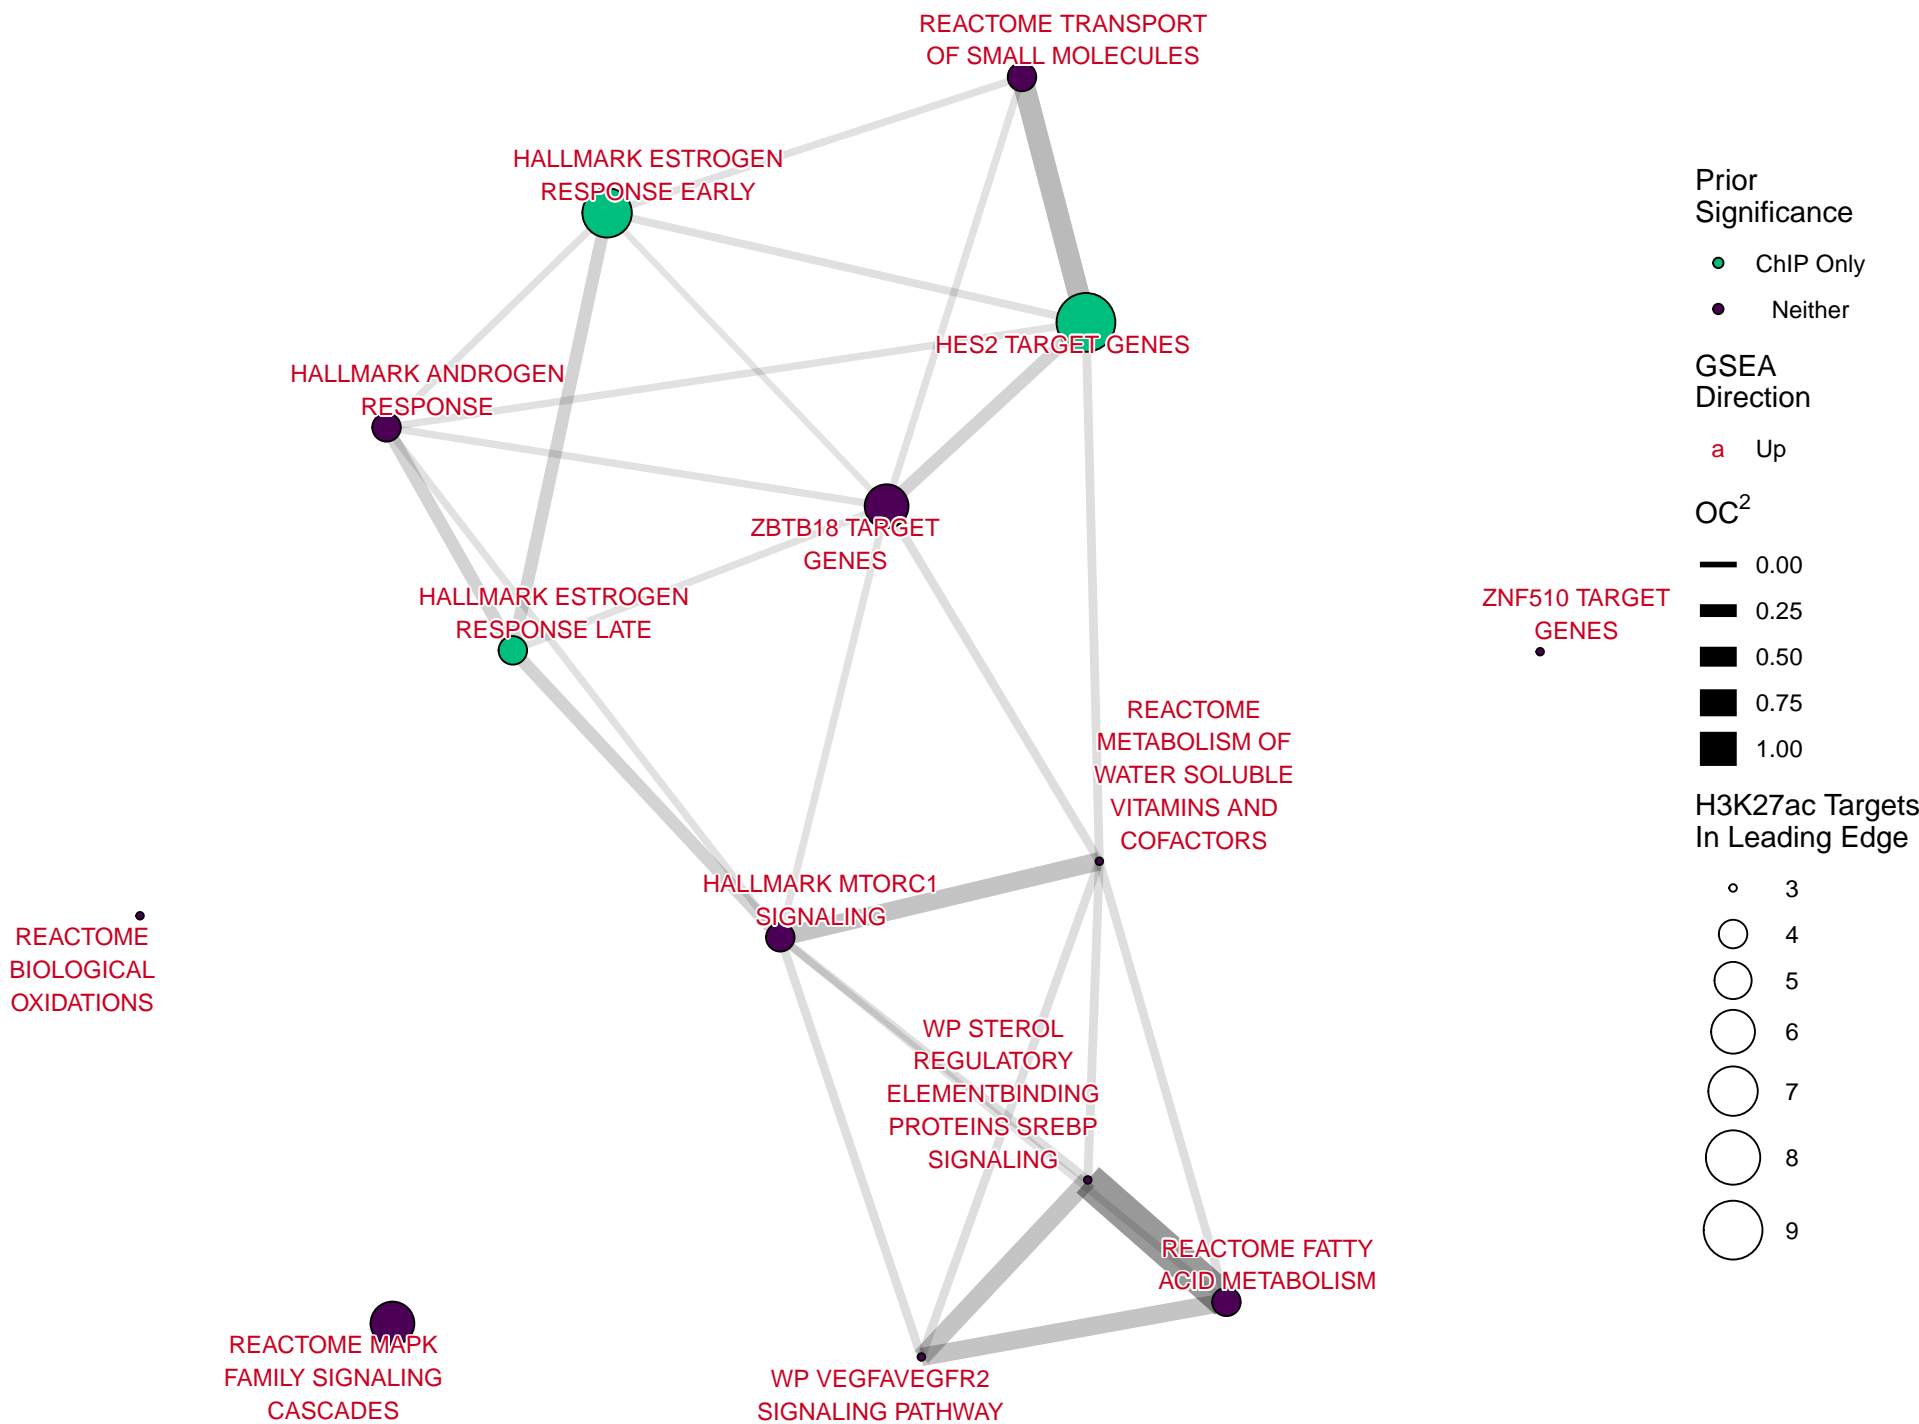 REACTOME TRANSPORT
OF SMALL MOLECULES
HALLMARK ESTROGEN
RESPONSE EARLY
HES2 TARGET GENES
HALLMARK ANDROGEN
RESPONSE
ZBTB18 TARGET
GENES
HALLMARK ESTROGEN
RESPONSE LATE
ZNF510 TARGET
GENES
REACTOME
METABOLISM OF
WATER SOLUBLE
VITAMINS AND
COFACTORS
HALLMARK MTORC1
SIGNALING
REACTOME
BIOLOGICAL
OXIDATIONS
WP STEROL
REGULATORY
ELEMENTBINDING
PROTEINS SREBP
SIGNALING
REACTOME FATTY
ACID METABOLISM
REACTOME MAPK
FAMILY SIGNALING
CASCADES
WP VEGFAVEGFR2
SIGNALING PATHWAY
Prior
Significance
ChIP Only
Neither
GSEA
Direction
a Up
OC²
0.00
0.25
0.50
0.75
1.00
H3K27ac Targets
In Leading Edge
3
4
5
6
7
8
9